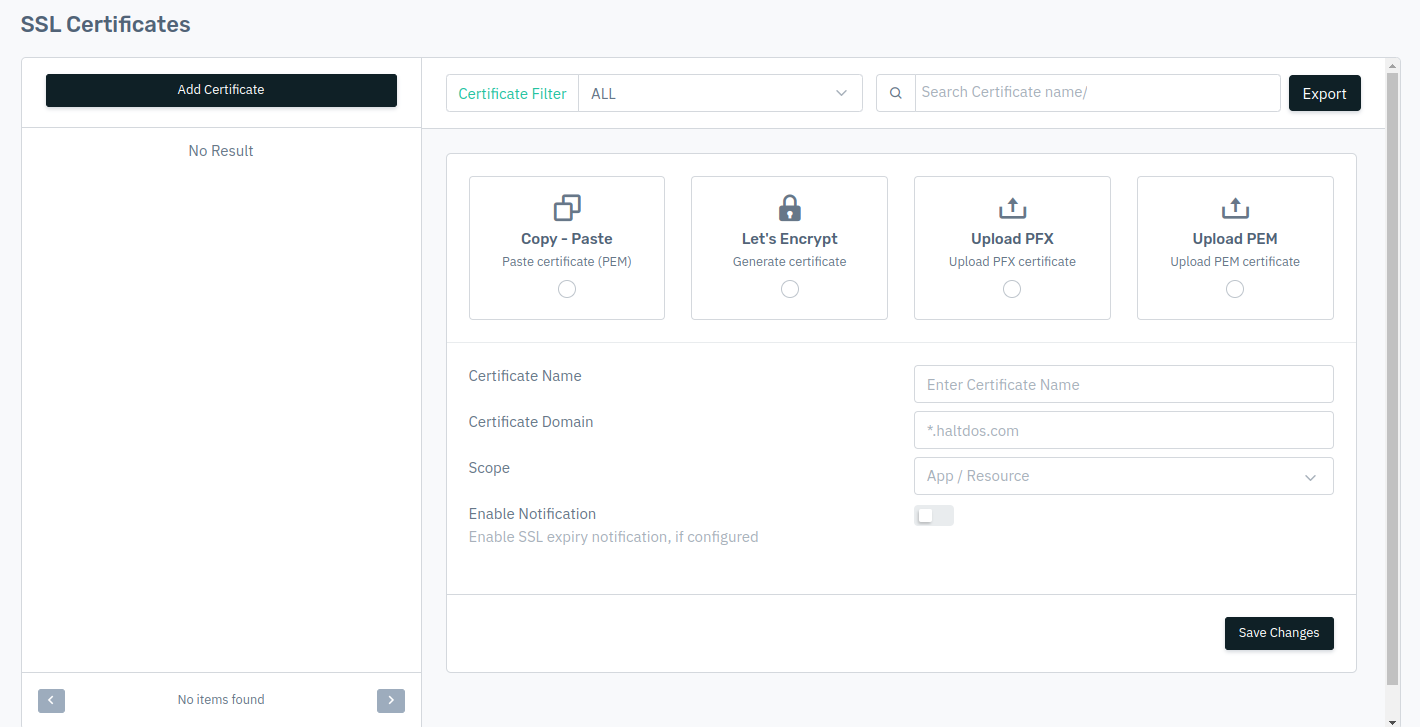 SSL Certificates
Add Certificate
No Result
No items found
Certificate Filter ALL
Search Certificate name/
Export
Copy - Paste
Paste certificate (PEM)
Let's Encrypt
Generate certificate
Upload PFX
Upload PFX certificate
Upload PEM
Upload PEM certificate
Certificate Name
Enter Certificate Name
Certificate Domain
*.haltdos.com
Scope
App / Resource
Enable Notification
Enable SSL expiry notification, if configured
Save Changes